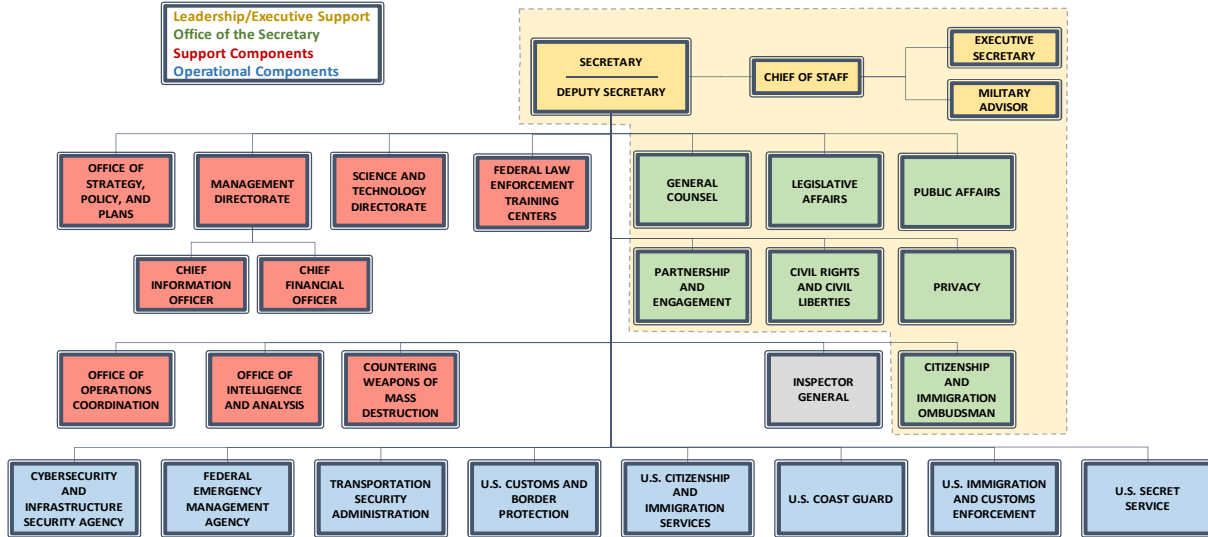 Leadership/Executive Support
Office of the Secretary
Support Components
Operational Components
SECRETARY
DEPUTY SECRETARY
CHIEF OF STAFF
EXECUTIVE
SECRETARY
MILITARY
ADVISOR
OFFICE OF
STRATEGY,
POLICY, AND
PLANS
MANAGEMENT
DIRECTORATE
SCIENCE AND
TECHNOLOGY
DIRECTORATE
FEDERAL LAW
ENFORCEMENT
TRAINING
CENTERS
GENERAL
COUNSEL
LEGISLATIVE
AFFAIRS
PUBLIC AFFAIRS
CHIEF
INFORMATION
OFFICER
CHIEF
FINANCIAL
OFFICER
PARTNERSHIP
AND
ENGAGEMENT
CIVIL RIGHTS
AND CIVIL
LIBERTIES
PRIVACY
OFFICE OF
OPERATIONS
COORDINATION
OFFICE OF
INTELLIGENCE
AND ANALYSIS
COUNTERING
WEAPONS OF
MASS
DESTRUCTION
INSPECTOR
GENERAL
CITIZENSHIP
AND
IMMIGRATION
OMBUDSMAN
CYBERSECURITY
AND
INFRASTRUCTURE
SECURITY AGENCY
FEDERAL
EMERGENCY
MANAGEMENT
AGENCY
TRANSPORTATION
SECURITY
ADMINISTRATION
U.S. CUSTOMS AND
BORDER
PROTECTION
U.S. CITIZENSHIP
AND
IMMIGRATION
SERVICES
U.S. COAST GUARD
U.S. IMMIGRATION
AND CUSTOMS
ENFORCEMENT
U.S. SECRET
SERVICE